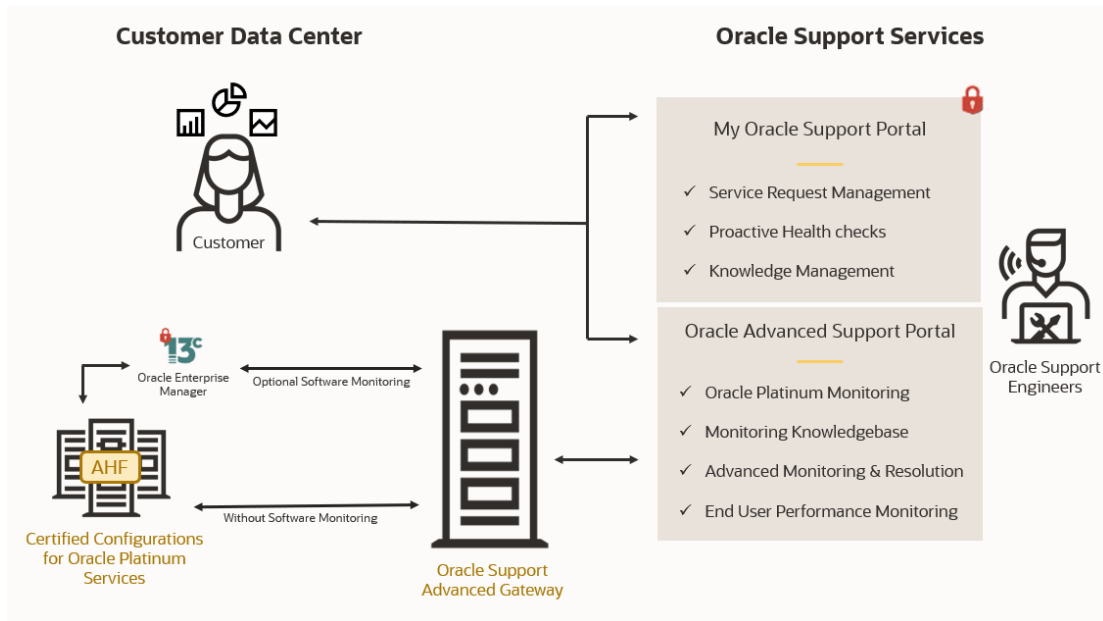 Customer Data Center
Oracle Support Services
Customer
My Oracle Support Portal
✓ Service Request Management
✓ Proactive Health checks
✓ Knowledge Management
Oracle Advanced Support Portal
✓ Oracle Platinum Monitoring
✓ Monitoring Knowledgebase
✓ Advanced Monitoring & Resolution
✓ End User Performance Monitoring
Oracle Support
Engineers
13c
Oracle Enterprise
Manager
Optional Software Monitoring
AHF
Without Software Monitoring
Certified Configurations
for Oracle Platinum
Services
Oracle Support
Advanced Gateway